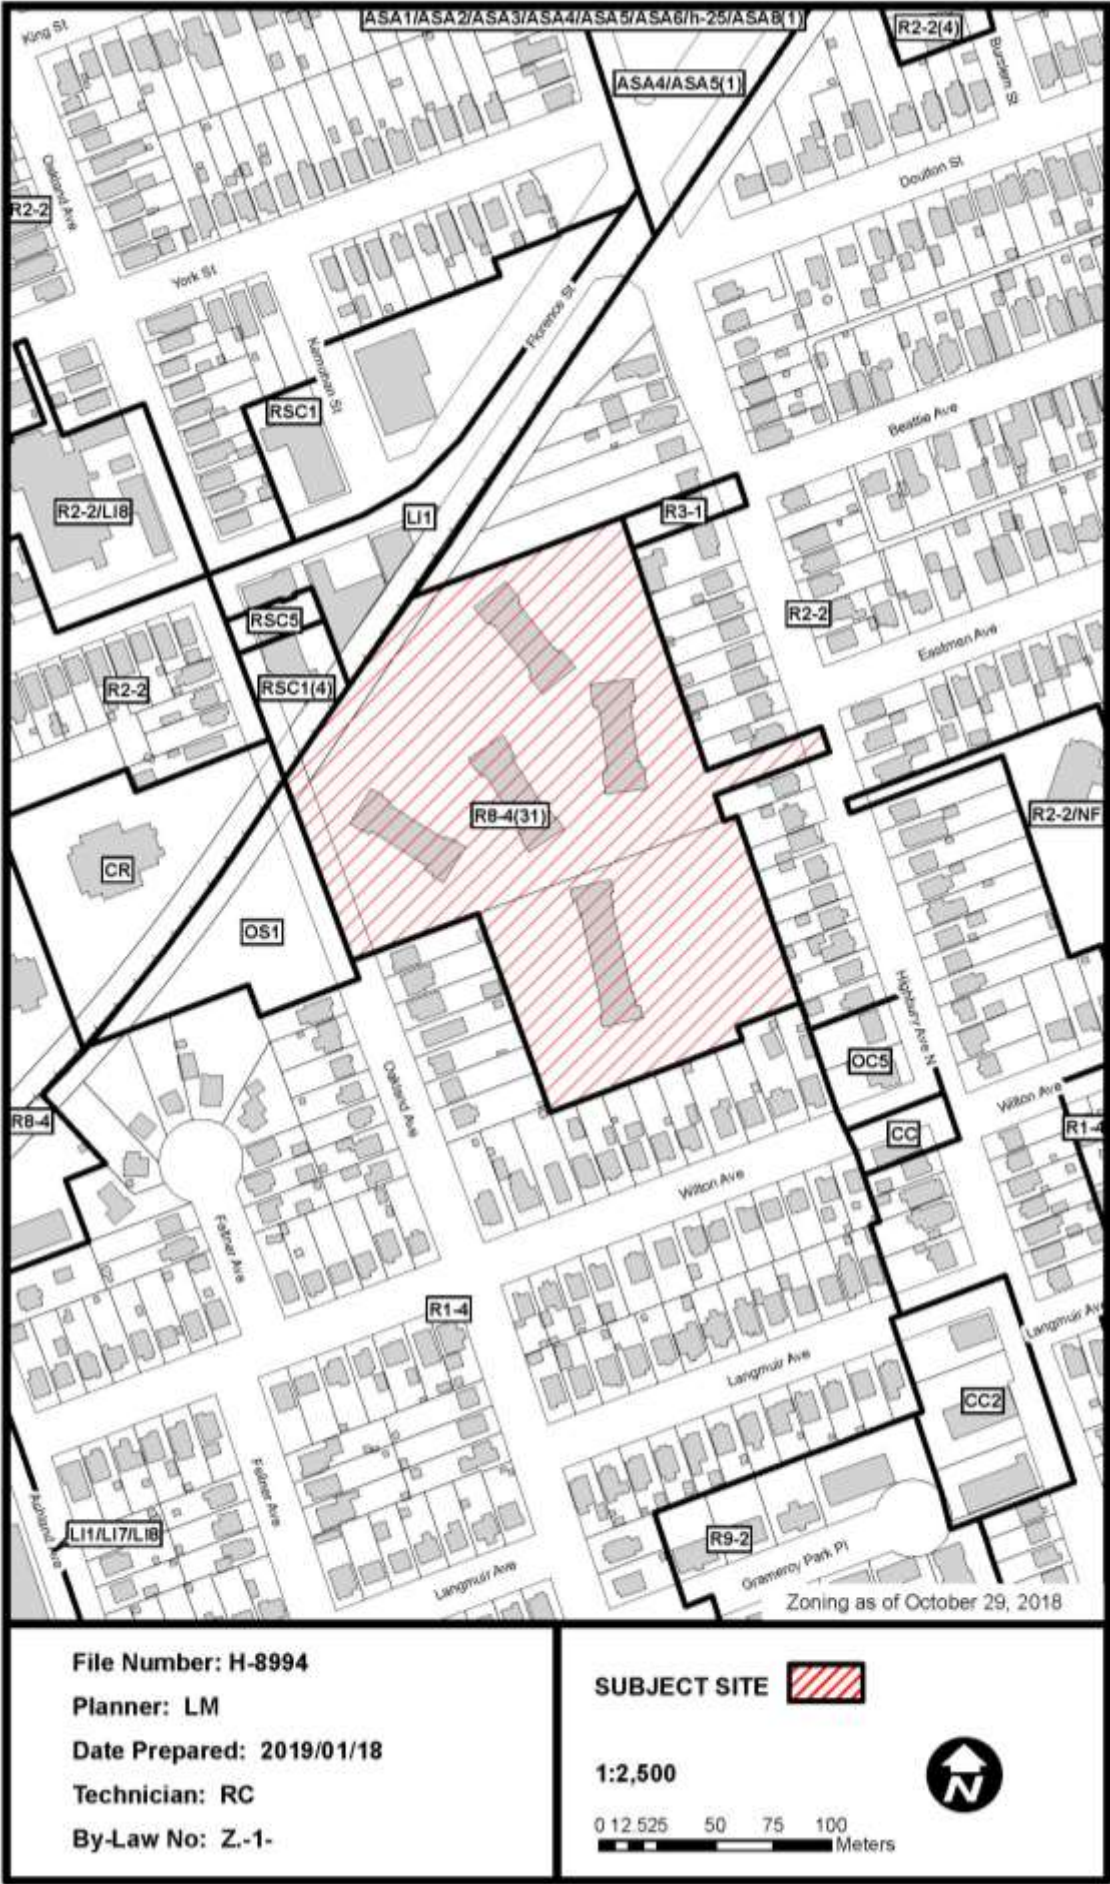 ASA1/ASA2/ASA3/ASA4/ASA5/ASA6/h-25/ASA8(1)
King St
R2-2(4)
Burslem St
ASA4/ASA5(1)
Doulton St
Oakland Ave
R2-2
York St
Florence St
Kernohan St
RSC1
Beattie Ave
R2-2/LI8
LI1
R3-1
RSC5
R2-2
Eastman Ave
R2-2
RSC1(4)
R8-4(31)
R2-2/NF
CR
OS1
Highbury Ave N
OC5
Oakland Ave
Wilton Ave
R8-4
CC
R1-4
Wilton Ave
Fellner Ave
R1-4
Langmuir Ave
Langmuir Ave
CC2
Fellner Ave
Ashland Ave
LI1/LI7/LI8
R9-2
Langmuir Ave
Gramercy Park Pl
Zoning as of October 29, 2018
File Number: H-8994
Planner: LM
Date Prepared: 2019/01/18
Technician: RC
By-Law No: Z.-1-
SUBJECT SITE
1:2,500
N
0 12.525 50 75 100
Meters